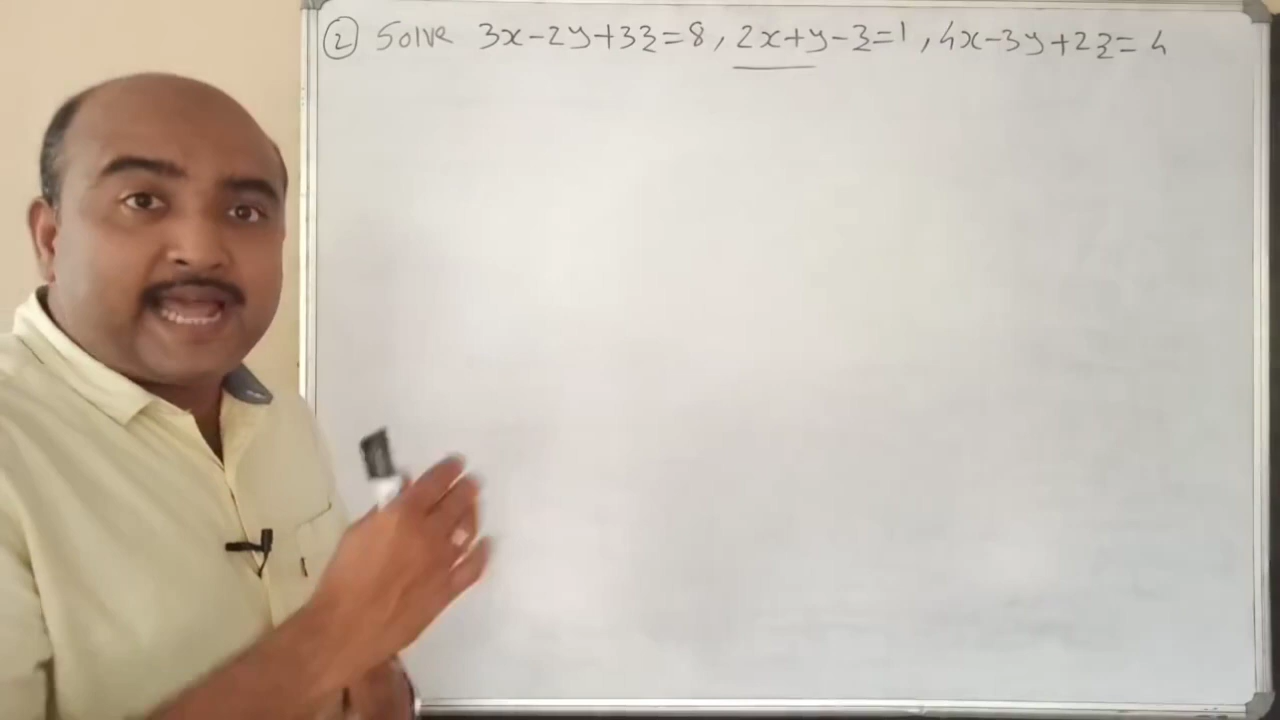 ② Solve 3x-2y+3z=8, 2x+y-z=1, 4x-3y+2z=4